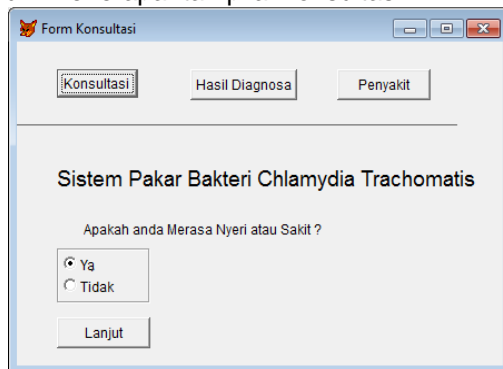 Form Konsultasi
Konsultasi
Hasil Diagnosa
Penyakit
Sistem Pakar Bakteri Chlamydia Trachomatis
Apakah anda Merasa Nyeri atau Sakit ?
Ya
Tidak
Lanjut